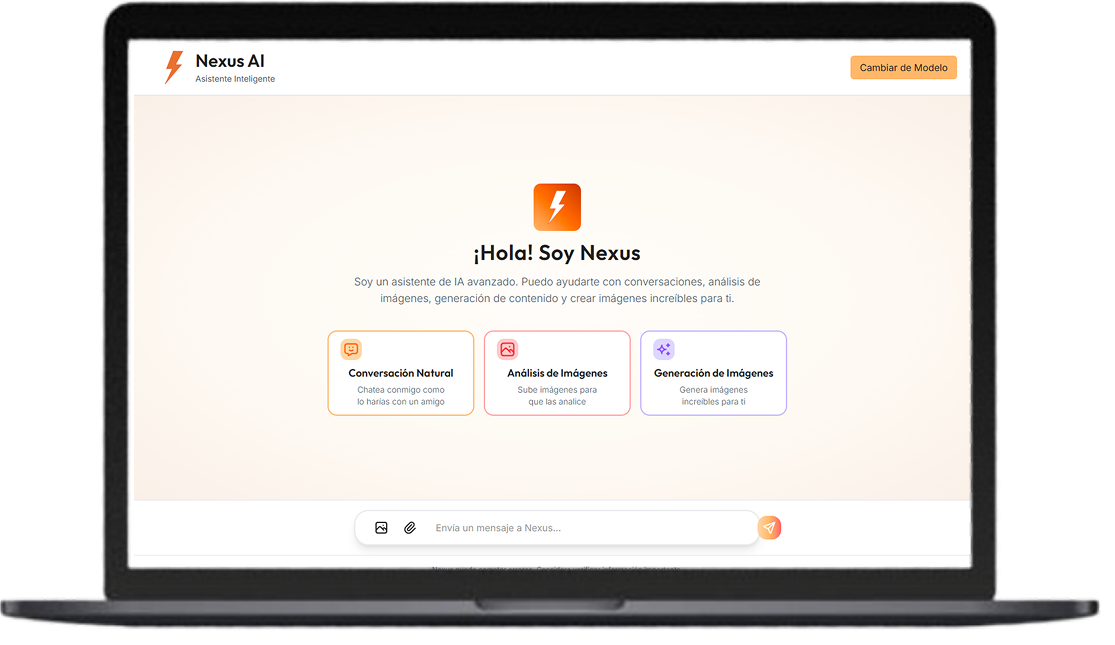 Nexus AI
Asistente Inteligente
Cambiar de Modelo
¡Hola! Soy Nexus
Soy un asistente de IA avanzado. Puedo ayudarte con conversaciones, análisis de
imágenes, generación de contenido y crear imágenes increíbles para ti.
Conversación Natural
Chatea conmigo como
lo harías con un amigo
Análisis de Imágenes
Sube imágenes para
que las analice
Generación de Imágenes
Genera imágenes
increíbles para ti
Envía un mensaje a Nexus...